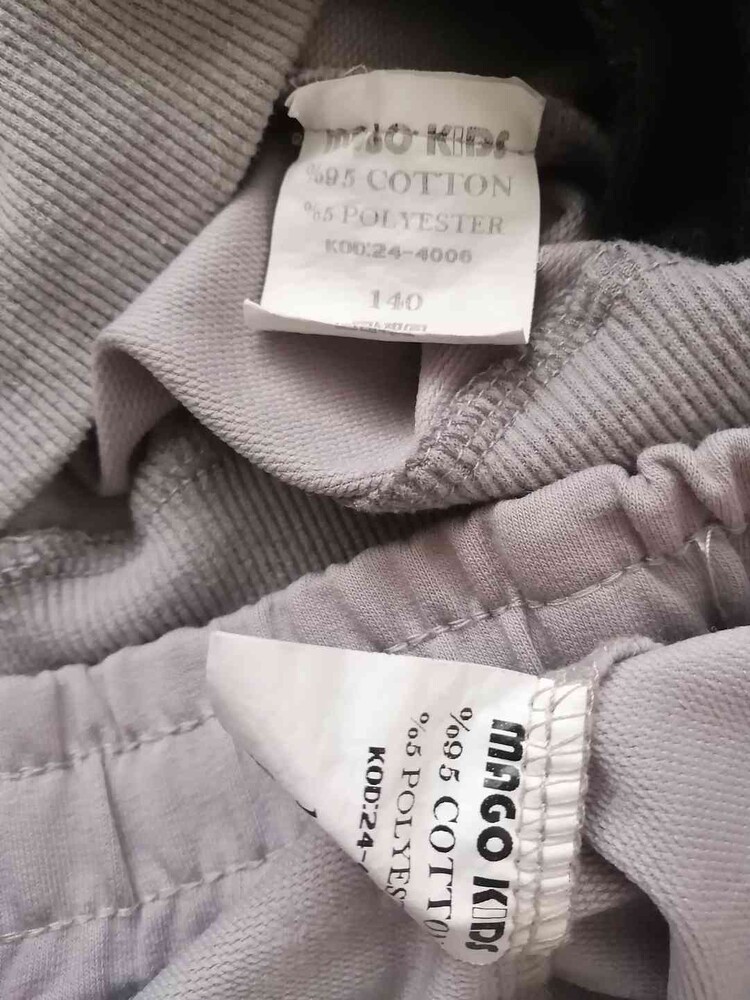 MAGO KIDS
%95 COTTON
%5 POLYESTER
KOD:24-4006
140
MAGO KIDS
%95 COTTO
%5 POLYES
KOD:24-